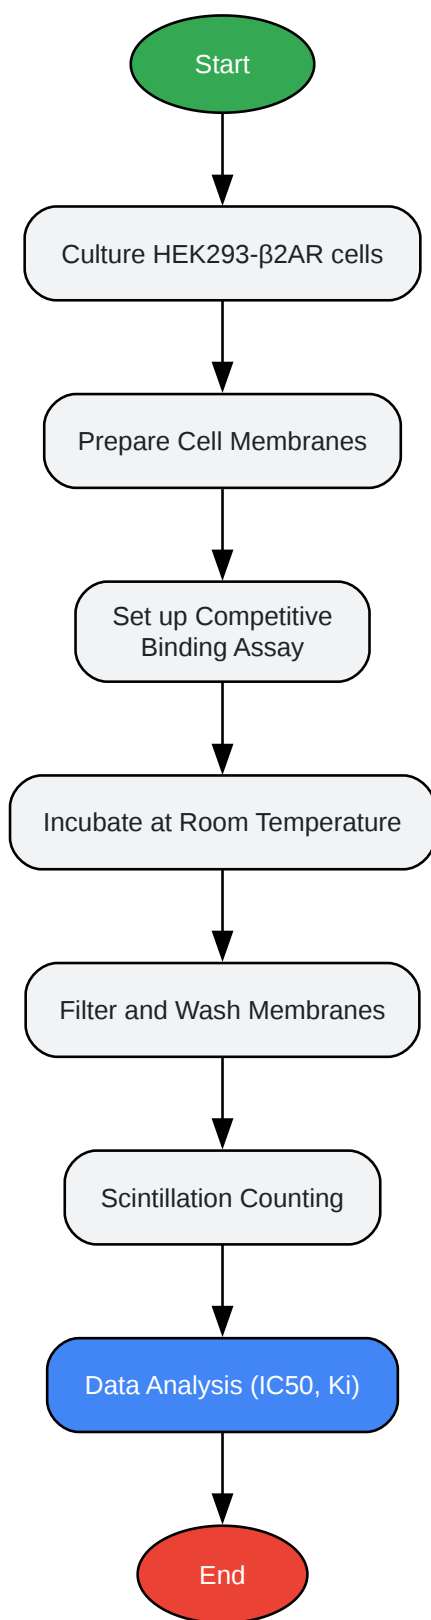 Start
Culture HEK293-β2AR cells
Prepare Cell Membranes
Set up Competitive
Binding Assay
Incubate at Room Temperature
Filter and Wash Membranes
Scintillation Counting
Data Analysis (IC50, Ki)
End